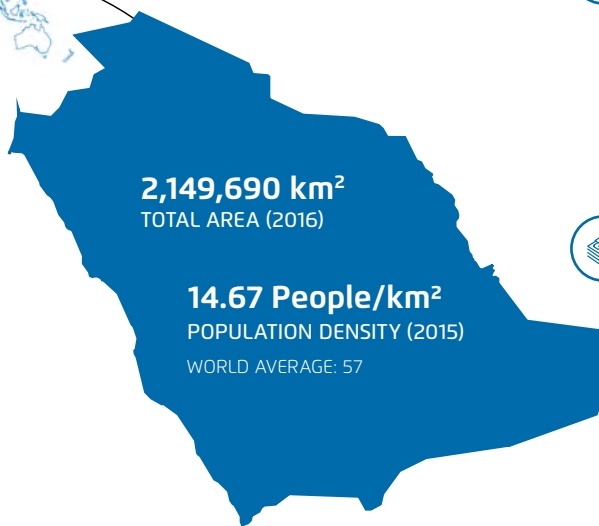 2,149,690 km²
TOTAL AREA (2016)
14.67 People/km²
POPULATION DENSITY (2015)
WORLD AVERAGE: 57